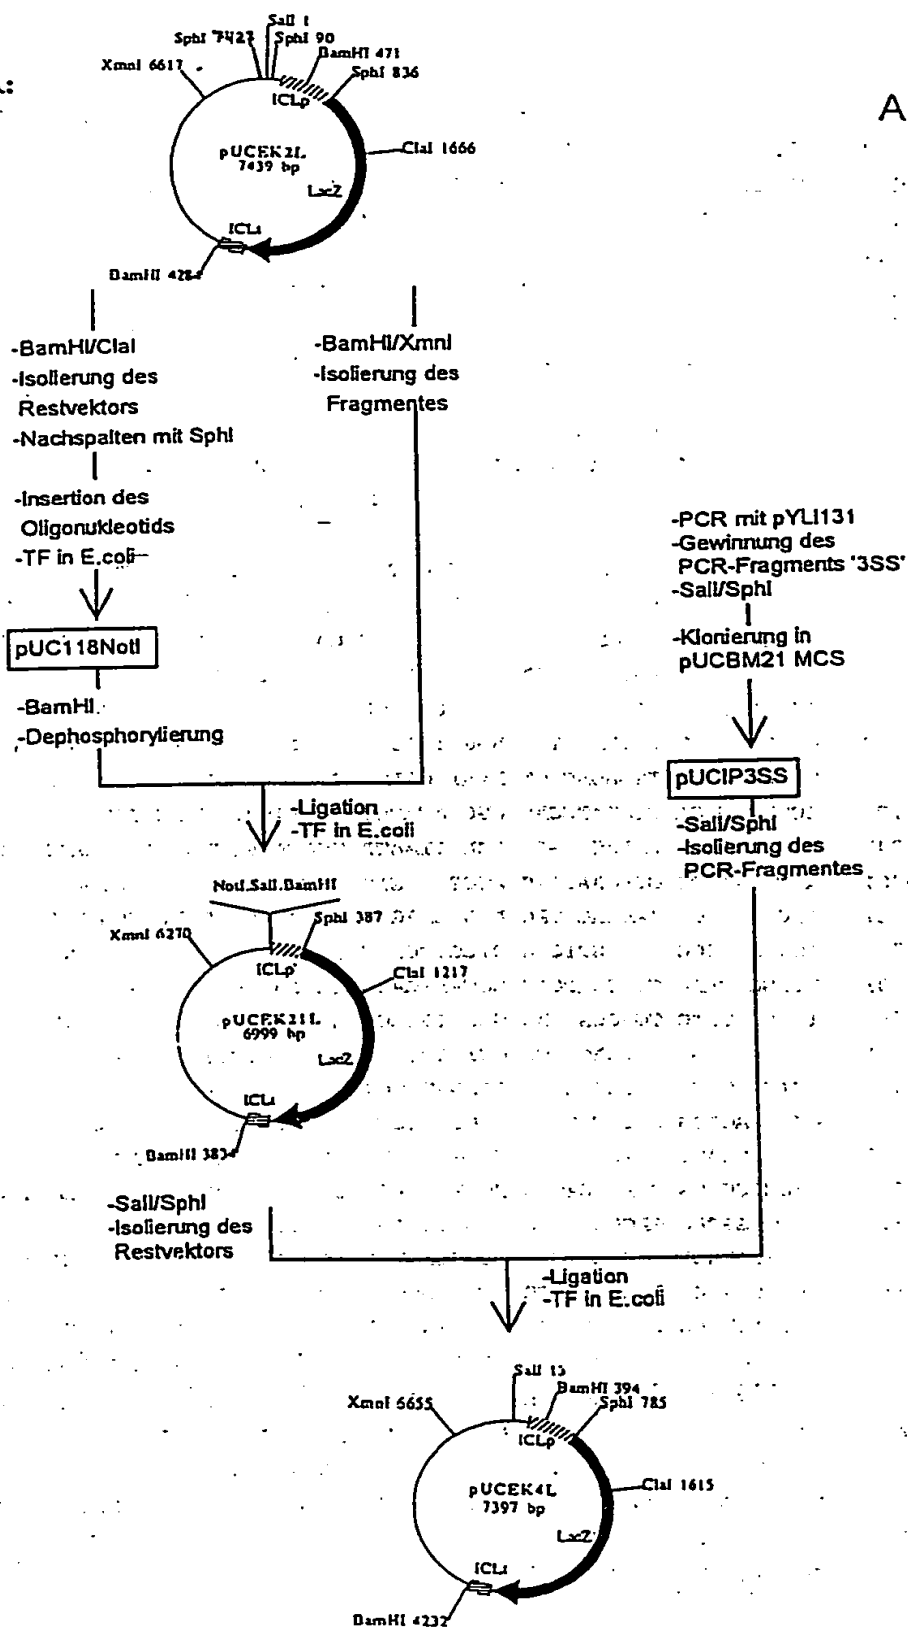 A
SalI 1
SphI 7427
SphI 90
BamHI 471
XmnI 6617
SphI 836
ICLp
ClaI 1666
pUCEK2L
7439 bp
LacZ
ICLt
BamHI 4284
-BamHI/ClaI
-Isolierung des
Restvektors
-Nachspalten mit SphI
-Insertion des
Oligonukleotids
-TF in E.coli
pUC118NotI
-BamHI
-Dephosphorylierung
-BamHI/XmnI
-Isolierung des
Fragmentes
-PCR mit pYLI131
-Gewinnung des
PCR-Fragments '3SS'
-SalI/SphI
-Klonierung in
pUCBM21 MCS
pUCIP3SS
-SalI/SphI
-Isolierung des
PCR-Fragmentes
-Ligation
-TF in E.coli
NotI.SalI.BamHI
SphI 387
XmnI 6270
ICLp'
ClaI 1217
pUCEK21L
6999 bp
LacZ
ICLt
BamHI 3834
-SalI/SphI
-Isolierung des
Restvektors
-Ligation
-TF in E.coli
SalI 13
BamHI 394
XmnI 6655
SphI 785
ICLp
ClaI 1615
pUCEK4L
7397 bp
LacZ
ICLt
BamHI 4232